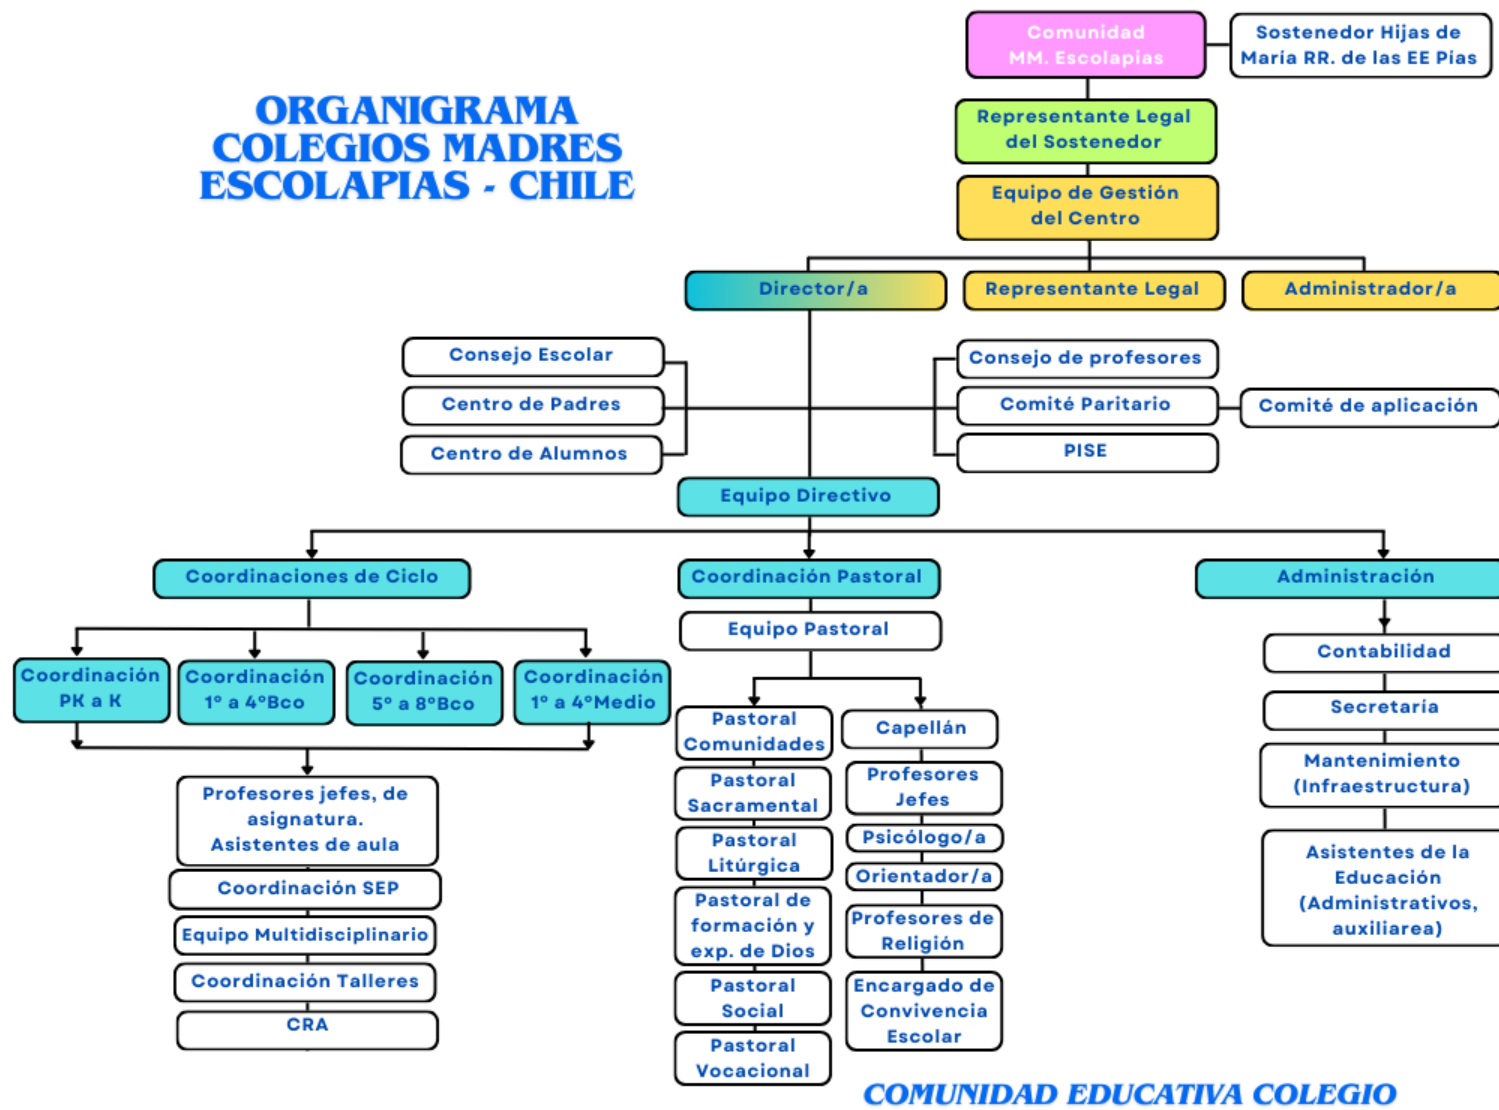 Comunidad
MM. Escolapias
Sostenedor Hijas de
María RR. de las EE Pías
ORGANIGRAMA
COLEGIOS MADRES
ESCOLAPIAS - CHILE
Representante Legal
del Sostenedor
Equipo de Gestión
del Centro
Director/a
Representante Legal
Administrador/a
Consejo Escolar
Centro de Padres
Centro de Alumnos
Consejo de profesores
Comité Paritario
Comité de aplicación
PISE
Equipo Directivo
Coordinaciones de Ciclo
Coordinación Pastoral
Administración
Coordinación
PK a K
Coordinación
1° a 4°Bco
Coordinación
5° a 8°Bco
Coordinación
1° a 4°Medio
Profesores jefes, de
asignatura.
Asistentes de aula
Coordinación SEP
Equipo Multidisciplinario
Coordinación Talleres
CRA
Equipo Pastoral
Pastoral
Comunidades
Pastoral
Sacramental
Pastoral
Litúrgica
Pastoral de
formación y
exp. de Dios
Pastoral
Social
Pastoral
Vocacional
Capellán
Profesores
Jefes
Psicólogo/a
Orientador/a
Profesores de
Religión
Encargado de
Convivencia
Escolar
Contabilidad
Secretaría
Mantenimiento
(Infraestructura)
Asistentes de la
Educación
(Administrativos,
auxiliarea)
COMUNIDAD EDUCATIVA COLEGIO